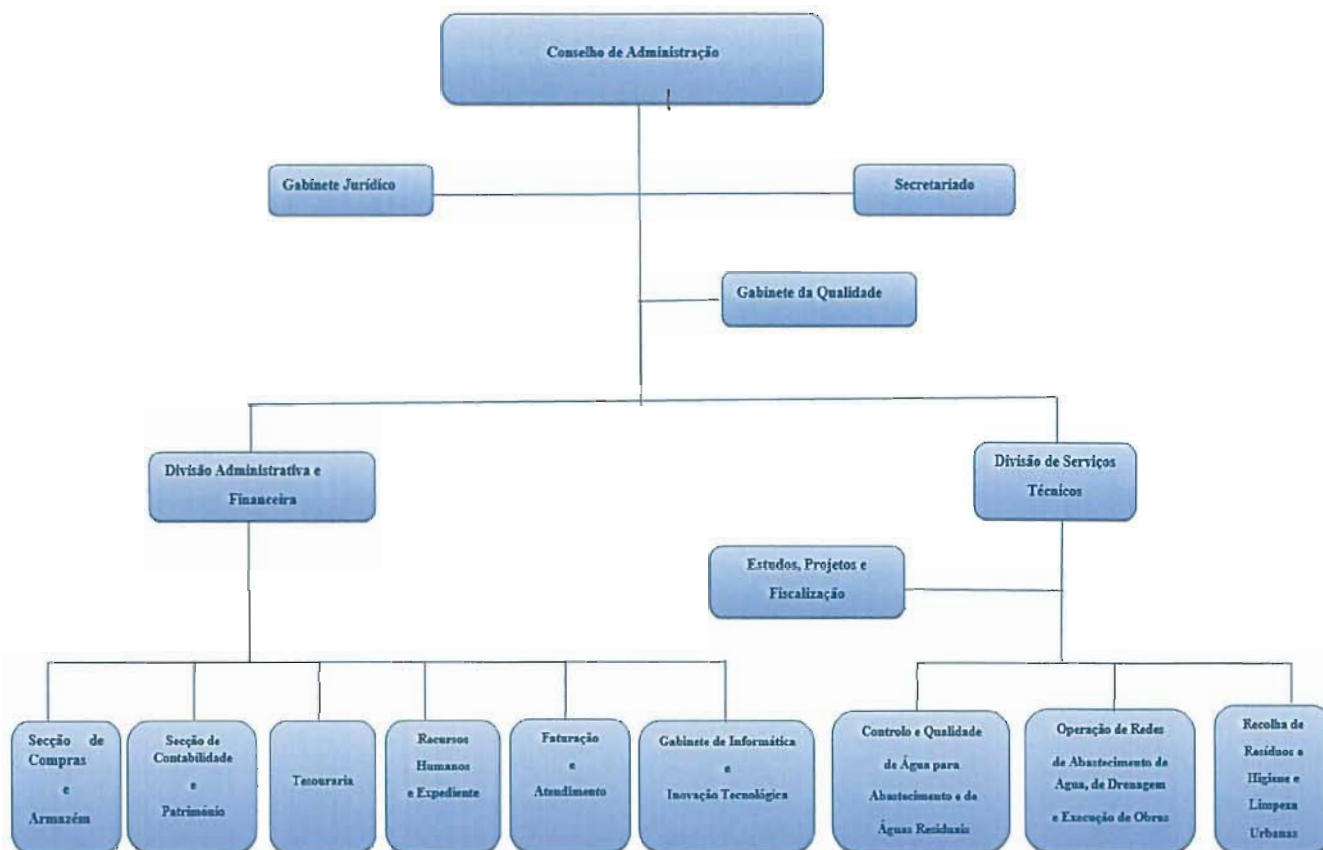 Conselho de Administração
Gabinete Jurídico
Secretariado
Gabinete da Qualidade
Divisão Administrativa e
Financeira
Divisão de Serviços
Técnicos
Estudos, Projetos e
Fiscalização
Secção de
Compras
e
Armazém
Secção de
Contabilidade
e
Património
Tesouraria
Recursos
Humanos
e Expediente
Faturação
e
Atendimento
Gabinete de Informática
e
Inovação Tecnológica
Controlo e Qualidade
de Água para
Abastecimento e de
Águas Residuais
Operação de Redes
de Abastecimento de
Agua, de Drenagem
e Execução de Obras
Recolha de
Resíduos e
Higiene e
Limpeza
Urbanas